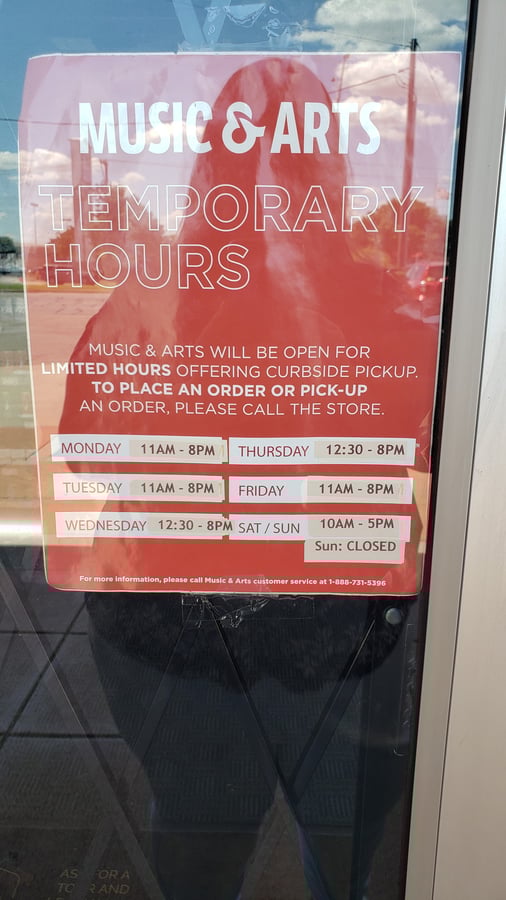 MUSIC & ARTS
TEMPORARY
HOURS
MUSIC & ARTS WILL BE OPEN FOR
LIMITED HOURS OFFERING CURBSIDE PICKUP.
TO PLACE AN ORDER OR PICK-UP
AN ORDER, PLEASE CALL THE STORE.
MONDAY 11AM - 8PM THURSDAY 12:30 - 8PM
TUESDAY 11AM - 8PM FRIDAY 11AM - 8PM
WEDNESDAY 12:30 - 8PM SAT / SUN 10AM - 5PM
Sun: CLOSED
For more information, please call Music & Arts customer service at 1-888-731-5396